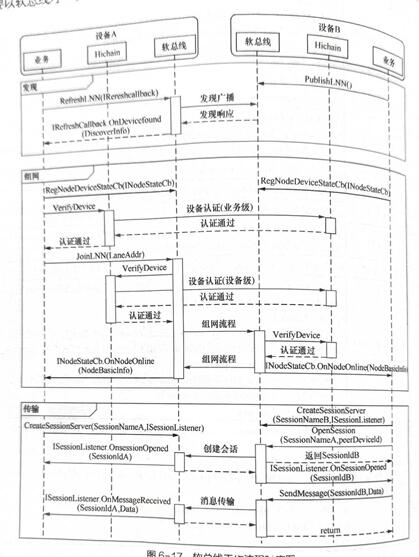 设备A
设备B
业务
Hichain
软总线
软总线
Hichain
业务
发现
PublishLNN()
RefreshLNN(IRereshcallback)
发现广播
发现响应
IRefreshCallback.OnDevicefound
(DiscoverInfo)
组网
RegNodeDeviceStateCb(INodeStateCb)
RegNodeDeviceStateCb(INodeStateCb)
VerifyDevice
设备认证(业务级)
认证通过
认证通过
JoinLNN(LaneAddr)
VerifyDevice
设备认证(设备级)
认证通过
认证通过
组网流程
VerifyDevice
认证通过
组网流程
INodeStateCb.OnNodeOnline
(NodeBasicInfo)
INodeStateCb.OnNodeOnline(NodeBasicInfo)
传输
CreateSessionServer
(SessionNameB,ISessionListener)
CreateSessionServer(SessionNameA,ISessionListener)
OpenSession
(SessionNameA,peerDeviceId)
ISessionListener.OnsessionOpened
(SessionIdA)
创建会话
返回SessionIdB
ISessionListener.OnSessionOpened
(SessionIdB)
SendMessage(SessionIdB,Data)
ISessionListener.OnMessageReceived
(SessionIdA,Data)
消息传输
return
图 6-17